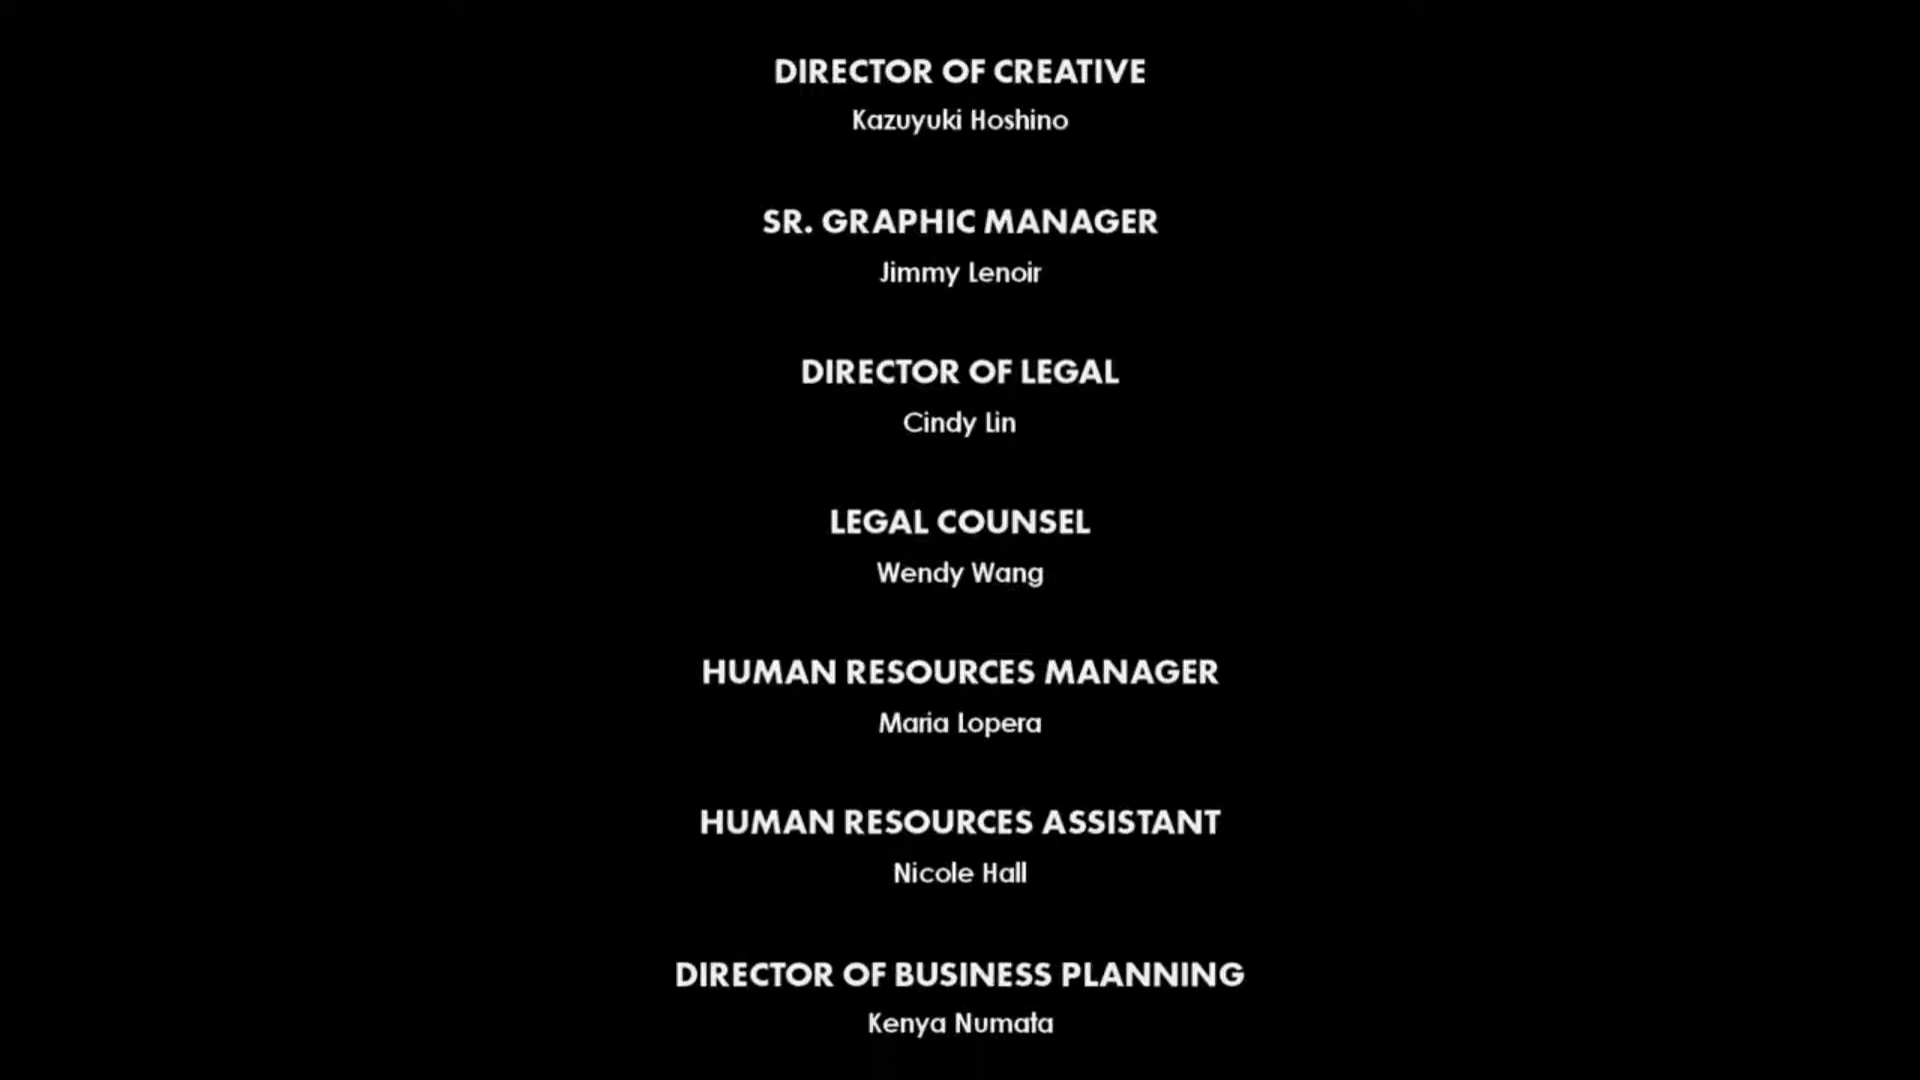 DIRECTOR OF CREATIVE
Kazuyuki Hoshino
SR. GRAPHIC MANAGER
Jimmy Lenoir
DIRECTOR OF LEGAL
Cindy Lin
LEGAL COUNSEL
Wendy Wang
HUMAN RESOURCES MANAGER
Maria Lopera
HUMAN RESOURCES ASSISTANT
Nicole Hall
DIRECTOR OF BUSINESS PLANNING
Kenya Numata